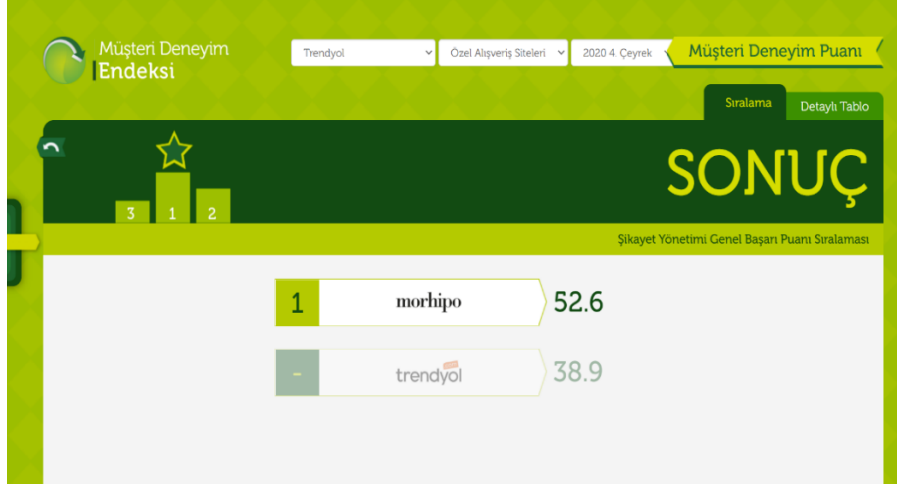 Müşteri Deneyim
Endeksi
Trendyol
Özel Alışveriş Siteleri
2020 4. Çeyrek
Müşteri Deneyim Puanı
Sıralama
Detaylı Tablo
3 1 2
SONUÇ
Şikayet Yönetimi Genel Başarı Puanı Sıralaması
1 morhipo 52.6
- trendyol 38.9